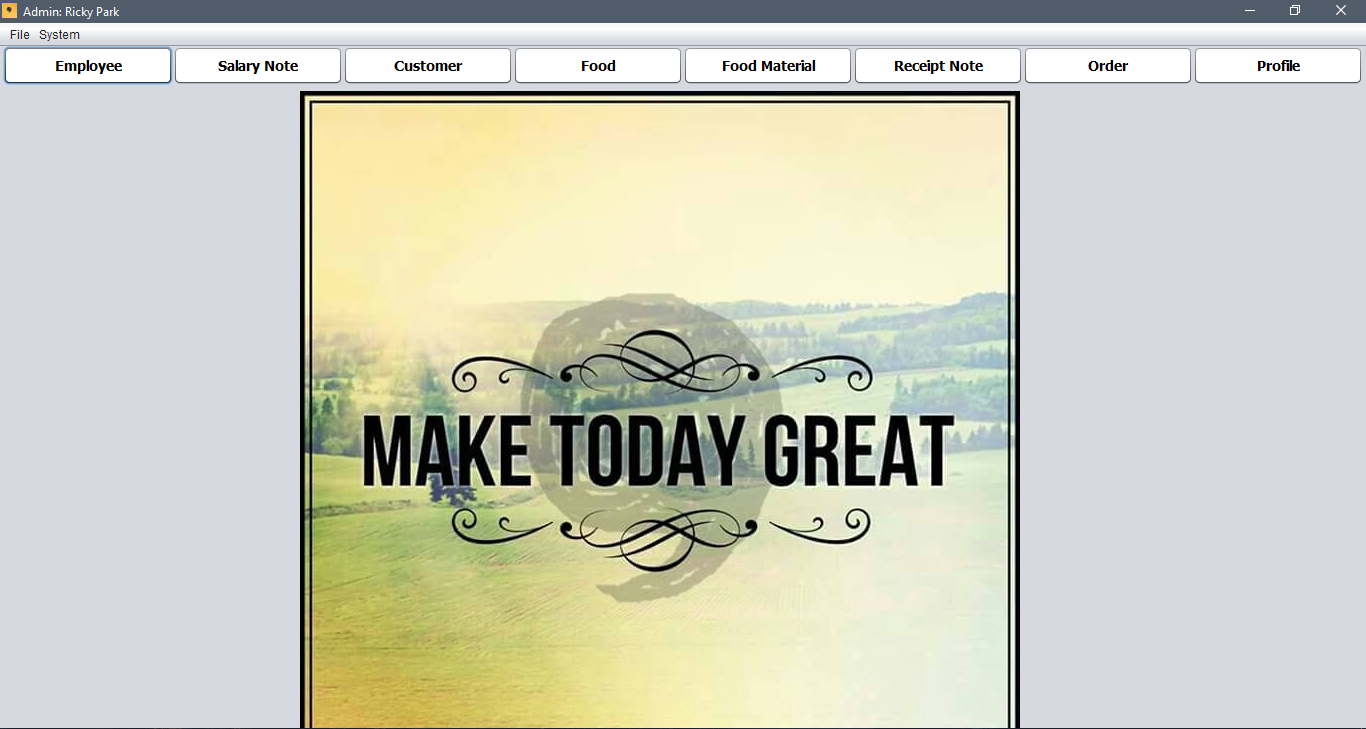 Admin: Ricky Park
File System
Employee Salary Note Customer Food Food Material Receipt Note Order Profile
MAKE TODAY GREAT